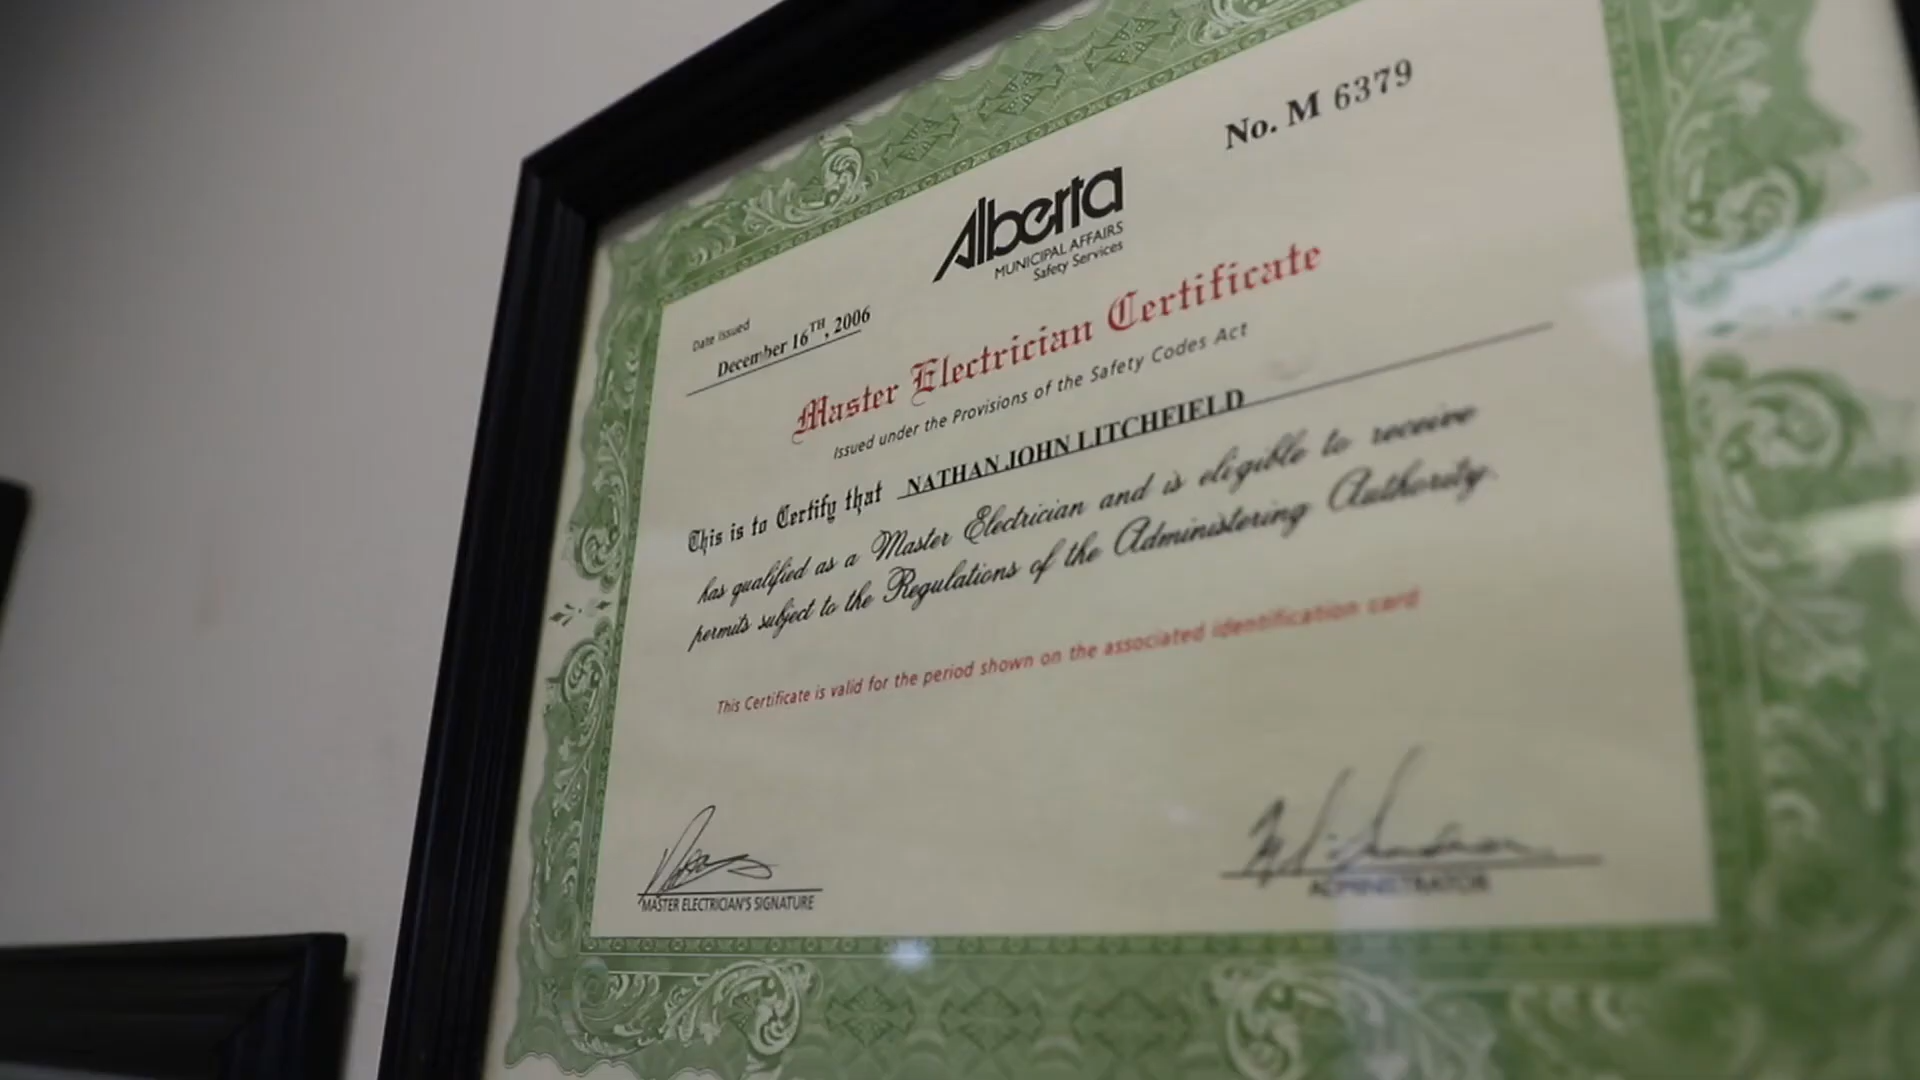 No. M 6379
Alberta
MUNICIPAL AFFAIRS
Safety Services
Date Issued
December 16TH, 2006
Master Electrician Certificate
Issued under the Provisions of the Safety Codes Act
This is to Certify that NATHAN JOHN LITCHFIELD
has qualified as a Master Electrician and is eligible to receive
permits subject to the Regulations of the Administering Authority.
This Certificate is valid for the period shown on the associated identification card
MASTER ELECTRICIAN'S SIGNATURE
ADMINISTRATOR